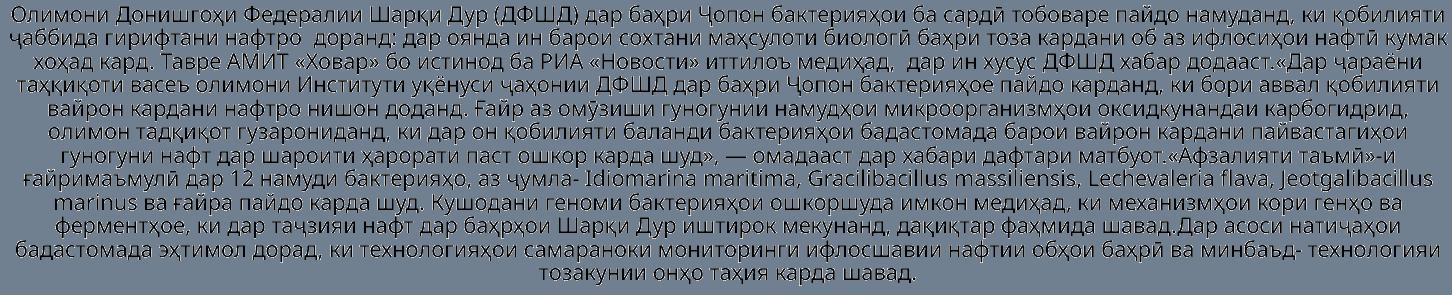 Олимони Донишгоҳи Федералии Шарқи Дур (ДФШД) дар баҳри Ҷопон бактерияҳои ба сардӣ тобоваре пайдо намуданд, ки қобилияти
ҷаббида гирифтани нафтро доранд: дар оянда ин барои сохтани маҳсулоти биологӣ баҳри тоза кардани об аз ифлосиҳои нафтӣ кумак
хоҳад кард. Тавре АМИТ «Ховар» бо истинод ба РИА «Новости» иттилоъ медиҳад, дар ин хусус ДФШД хабар додааст.«Дар ҷараёни
таҳқиқоти васеъ олимони Институти уқёнуси ҷаҳонии ДФШД дар баҳри Ҷопон бактерияҳое пайдо карданд, ки бори аввал қобилияти
вайрон кардани нафтро нишон доданд. Ғайр аз омӯзиши гуногунии намудҳои микроорганизмҳои оксидкунандаи карбогидрид,
олимон тадқиқот гузарониданд, ки дар он қобилияти баланди бактерияҳои бадастомада барои вайрон кардани пайвастагиҳои
гуногуни нафт дар шароити ҳарорати паст ошкор карда шуд», — омадааст дар хабари дафтари матбуот.«Афзалияти таъмӣ»-и
ғайримаъмулӣ дар 12 намуди бактерияҳо, аз ҷумла- Idiomarina maritima, Gracilibacillus massiliensis, Lechevaleria flava, Jeotgalibacillus
marinus ва ғайра пайдо карда шуд. Кушодани геноми бактерияҳои ошкоршуда имкон медиҳад, ки механизмҳои кори генҳо ва
ферментҳое, ки дар таҷзияи нафт дар баҳрҳои Шарқи Дур иштирок мекунанд, дақиқтар фаҳмида шавад.Дар асоси натиҷаҳои
бадастомада эҳтимол дорад, ки технологияҳои самараноки мониторинги ифлосшавии нафтии обҳои баҳрӣ ва минбаъд- технологияи
тозакунии онҳо таҳия карда шавад.